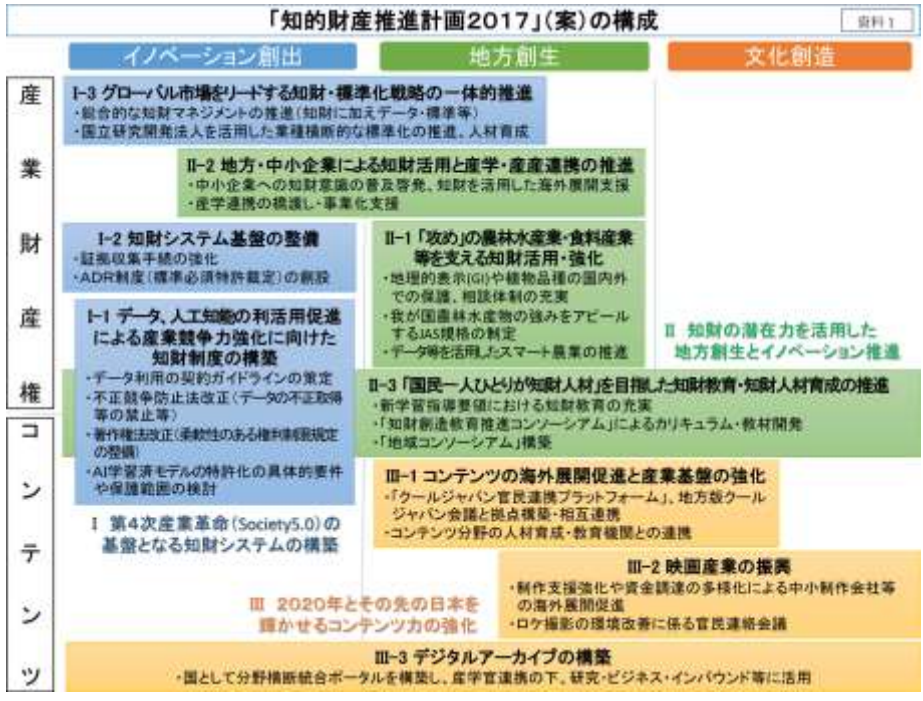 「知的財産推進計画2017」(案)の構成
資料1
イノベーション創出
地方創生
文化創造
産業財産権
コンテンツ
I-3 グローバル市場をリードする知財・標準化戦略の一体的推進
・総合的な知財マネジメントの推進(知財に加えデータ・標準等)
・国立研究開発法人を活用した業種横断的な標準化の推進、人材育成
II-2 地方・中小企業による知財活用と産学・産産連携の推進
・中小企業への知財意識の普及啓発、知財を活用した海外展開支援
・産学連携の橋渡し・事業化支援
I-2 知財システム基盤の整備
・証拠収集手続の強化
・ADR制度(標準必須特許裁定)の創設
II-1 「攻め」の農林水産業・食料産業
等を支える知財活用・強化
・地理的表示(GI)や植物品種の国内外
での保護、相談体制の充実
・我が国農林水産物の強みをアピール
するJAS規格の制定
・データ等を活用したスマート農業の推進
I-1 データ、人工知能の利活用促進
による産業競争力強化に向けた
知財制度の構築
・データ利用の契約ガイドラインの策定
・不正競争防止法改正(データの不正取得
等の禁止等)
・著作権法改正(柔軟性のある権利制限規定
の整備)
・AI学習済モデルの特許化の具体的要件
や保護範囲の検討
II 知財の潜在力を活用した
地方創生とイノベーション推進
II-3 「国民一人ひとりが知財人材」を目指した知財教育・知財人材育成の推進
・新学習指導要領における知財教育の充実
・「知財創造教育推進コンソーシアム」によるカリキュラム・教材開発
・「地域コンソーシアム」構築
I 第4次産業革命(Society5.0)の
基盤となる知財システムの構築
III-1 コンテンツの海外展開促進と産業基盤の強化
・「クールジャパン官民連携プラットフォーム」、地方版クール
ジャパン会議と拠点構築・相互連携
・コンテンツ分野の人材育成・教育機関との連携
III-2 映画産業の振興
・制作支援強化や資金調達の多様化による中小制作会社等
の海外展開促進
・ロケ撮影の環境改善に係る官民連絡会議
III 2020年とその先の日本を
輝かせるコンテンツ力の強化
III-3 デジタルアーカイブの構築
・国として分野横断統合ポータルを構築し、産学官連携の下、研究・ビジネス・インバウンド等に活用